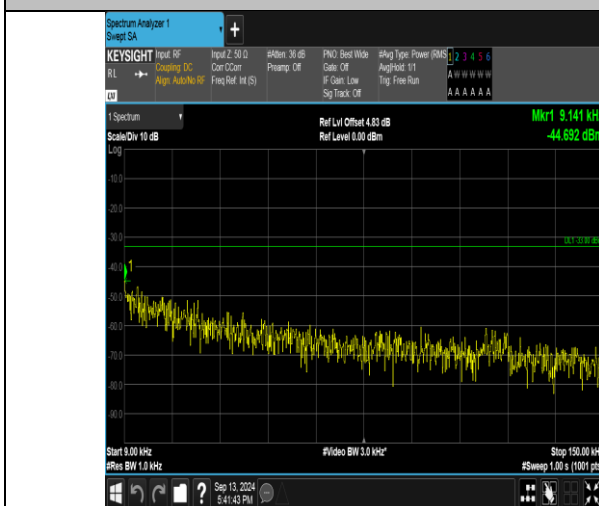 Spectrum Analyzer 1
Swept SA
+
KEYSIGHT Input: RF Input Z: 50 Ω #Atten: 36 dB PNO: Best Wide #Avg Type: Power (RMS 1 2 3 4 5 6
RL Coupling: DC Corr CCorr Preamp: Off Gate: Off Avg|Hold: 1/1 A W W W W W
Align: Auto/No RF Freq Ref: Int (S) IF Gain: Low Trig: Free Run
LXI Sig Track: Off A A A A A A
1 Spectrum Ref Lvl Offset 4.83 dB Mkr1 9.141 kH
Scale/Div 10 dB Ref Level 0.00 dBm -44.692 dBm
Log
-10.0
-20.0
-30.0
DL1 -33.00 dB
-40.0
1
-50.0
-60.0
-70.0
-80.0
-90.0
Start 9.00 kHz #Video BW 3.0 kHz* Stop 150.00 kH
#Res BW 1.0 kHz #Sweep 1.00 s (1001 pts
? Sep 13, 2024
5:41:43 PM